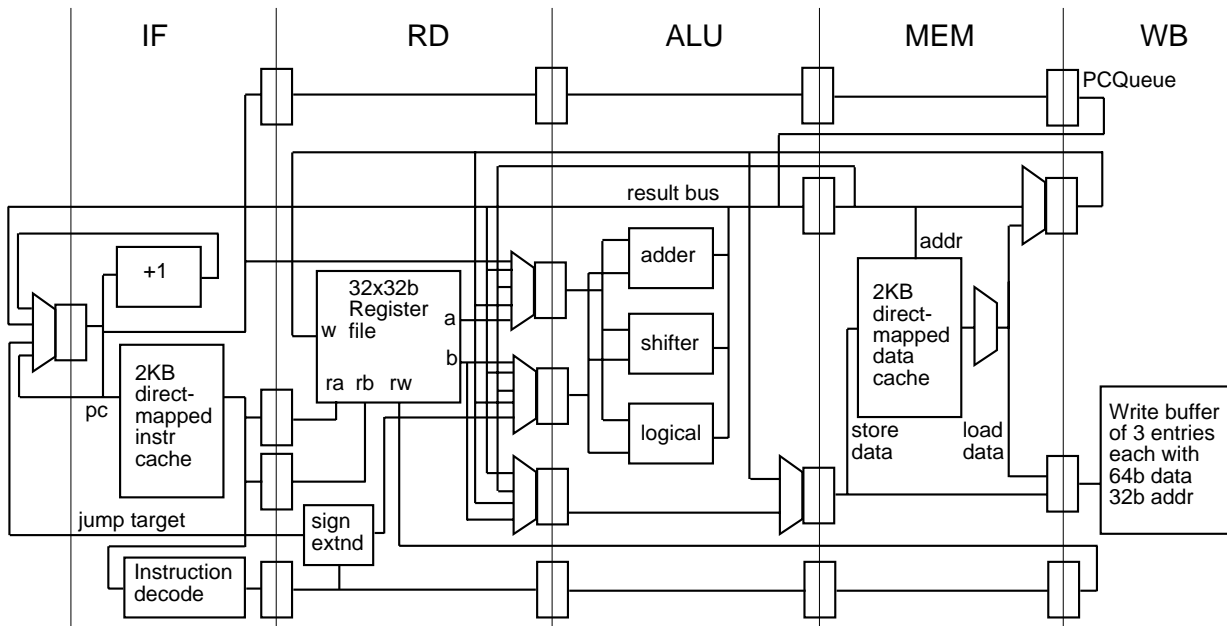 IF
RD
ALU
MEM
WB
PCQueue
result bus
addr
+1
adder
32x32b
Register
file
2KB
direct-
mapped
data
cache
w
a
shifter
b
2KB
direct-
mapped
instr
cache
ra
rb
rw
pc
logical
store
data
load
data
Write buffer
of 3 entries
each with
64b data
32b addr
jump target
sign
extnd
Instruction
decode